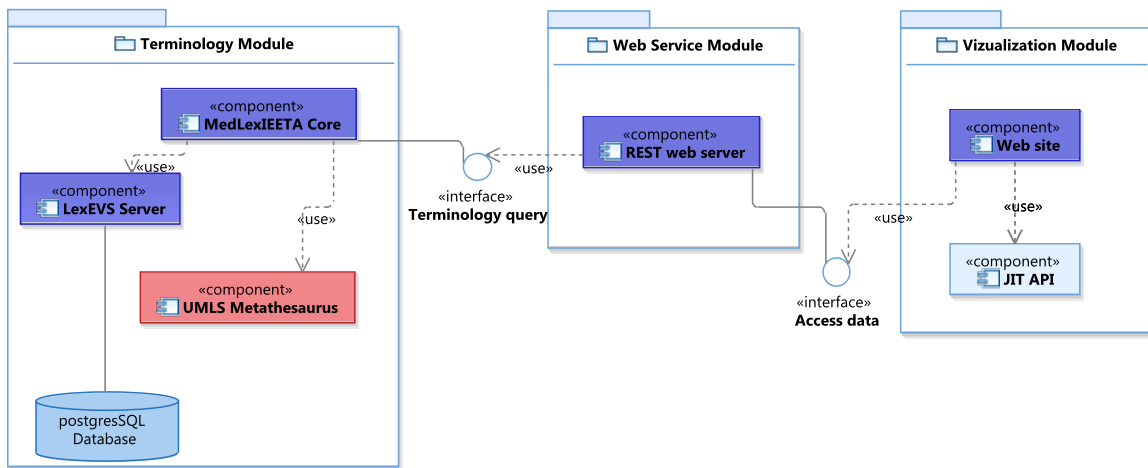 Terminology Module
«component»
MedLexIEETA Core
«use»
«component»
LexEVS Server
«use»
«component»
UMLS Metathesaurus
postgresSQL
Database
«interface»
Terminology query
Web Service Module
«component»
REST web server
«use»
«interface»
Access data
Vizualization Module
«component»
Web site
«use»
«use»
«component»
JIT API